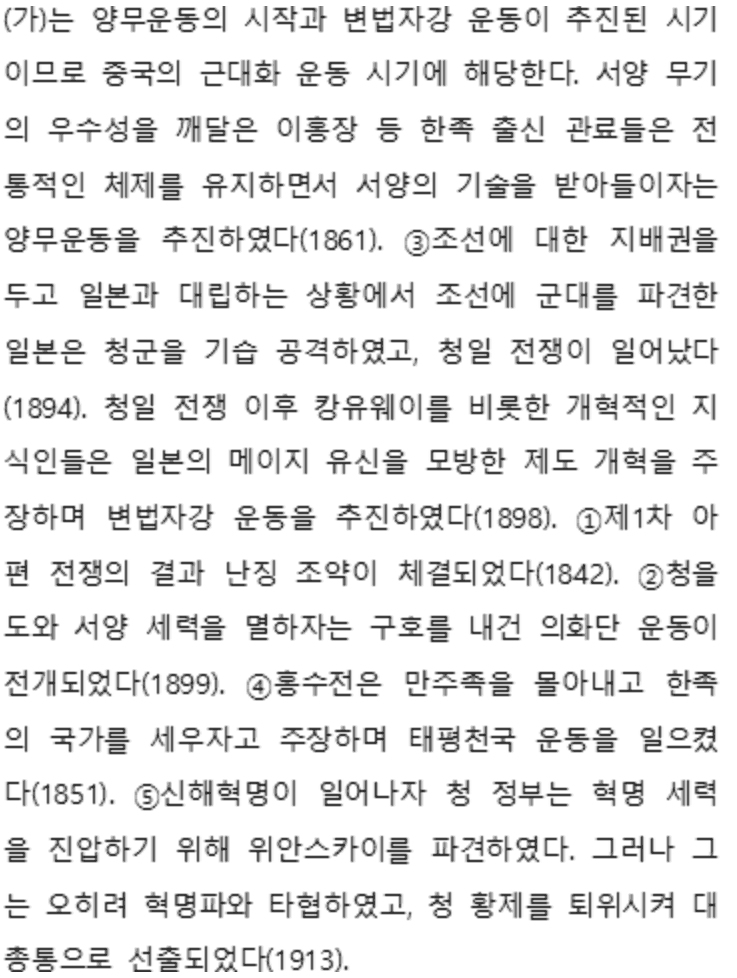 (가)는 양무운동의 시작과 변법자강 운동이 추진된 시기
이므로 중국의 근대화 운동 시기에 해당한다. 서양 무기
의 우수성을 깨달은 이홍장 등 한족 출신 관료들은 전
통적인 체제를 유지하면서 서양의 기술을 받아들이자는
양무운동을 추진하였다(1861). ③조선에 대한 지배권을
두고 일본과 대립하는 상황에서 조선에 군대를 파견한
일본은 청군을 기습 공격하였고, 청일 전쟁이 일어났다
(1894). 청일 전쟁 이후 캉유웨이를 비롯한 개혁적인 지
식인들은 일본의 메이지 유신을 모방한 제도 개혁을 주
장하며 변법자강 운동을 추진하였다(1898). ①제1차 아
편 전쟁의 결과 난징 조약이 체결되었다(1842). ②청을
도와 서양 세력을 멸하자는 구호를 내건 의화단 운동이
전개되었다(1899). ④홍수전은 만주족을 몰아내고 한족
의 국가를 세우자고 주장하며 태평천국 운동을 일으켰
다(1851). ⑤신해혁명이 일어나자 청 정부는 혁명 세력
을 진압하기 위해 위안스카이를 파견하였다. 그러나 그
는 오히려 혁명파와 타협하였고, 청 황제를 퇴위시켜 대
총통으로 선출되었다(1913).